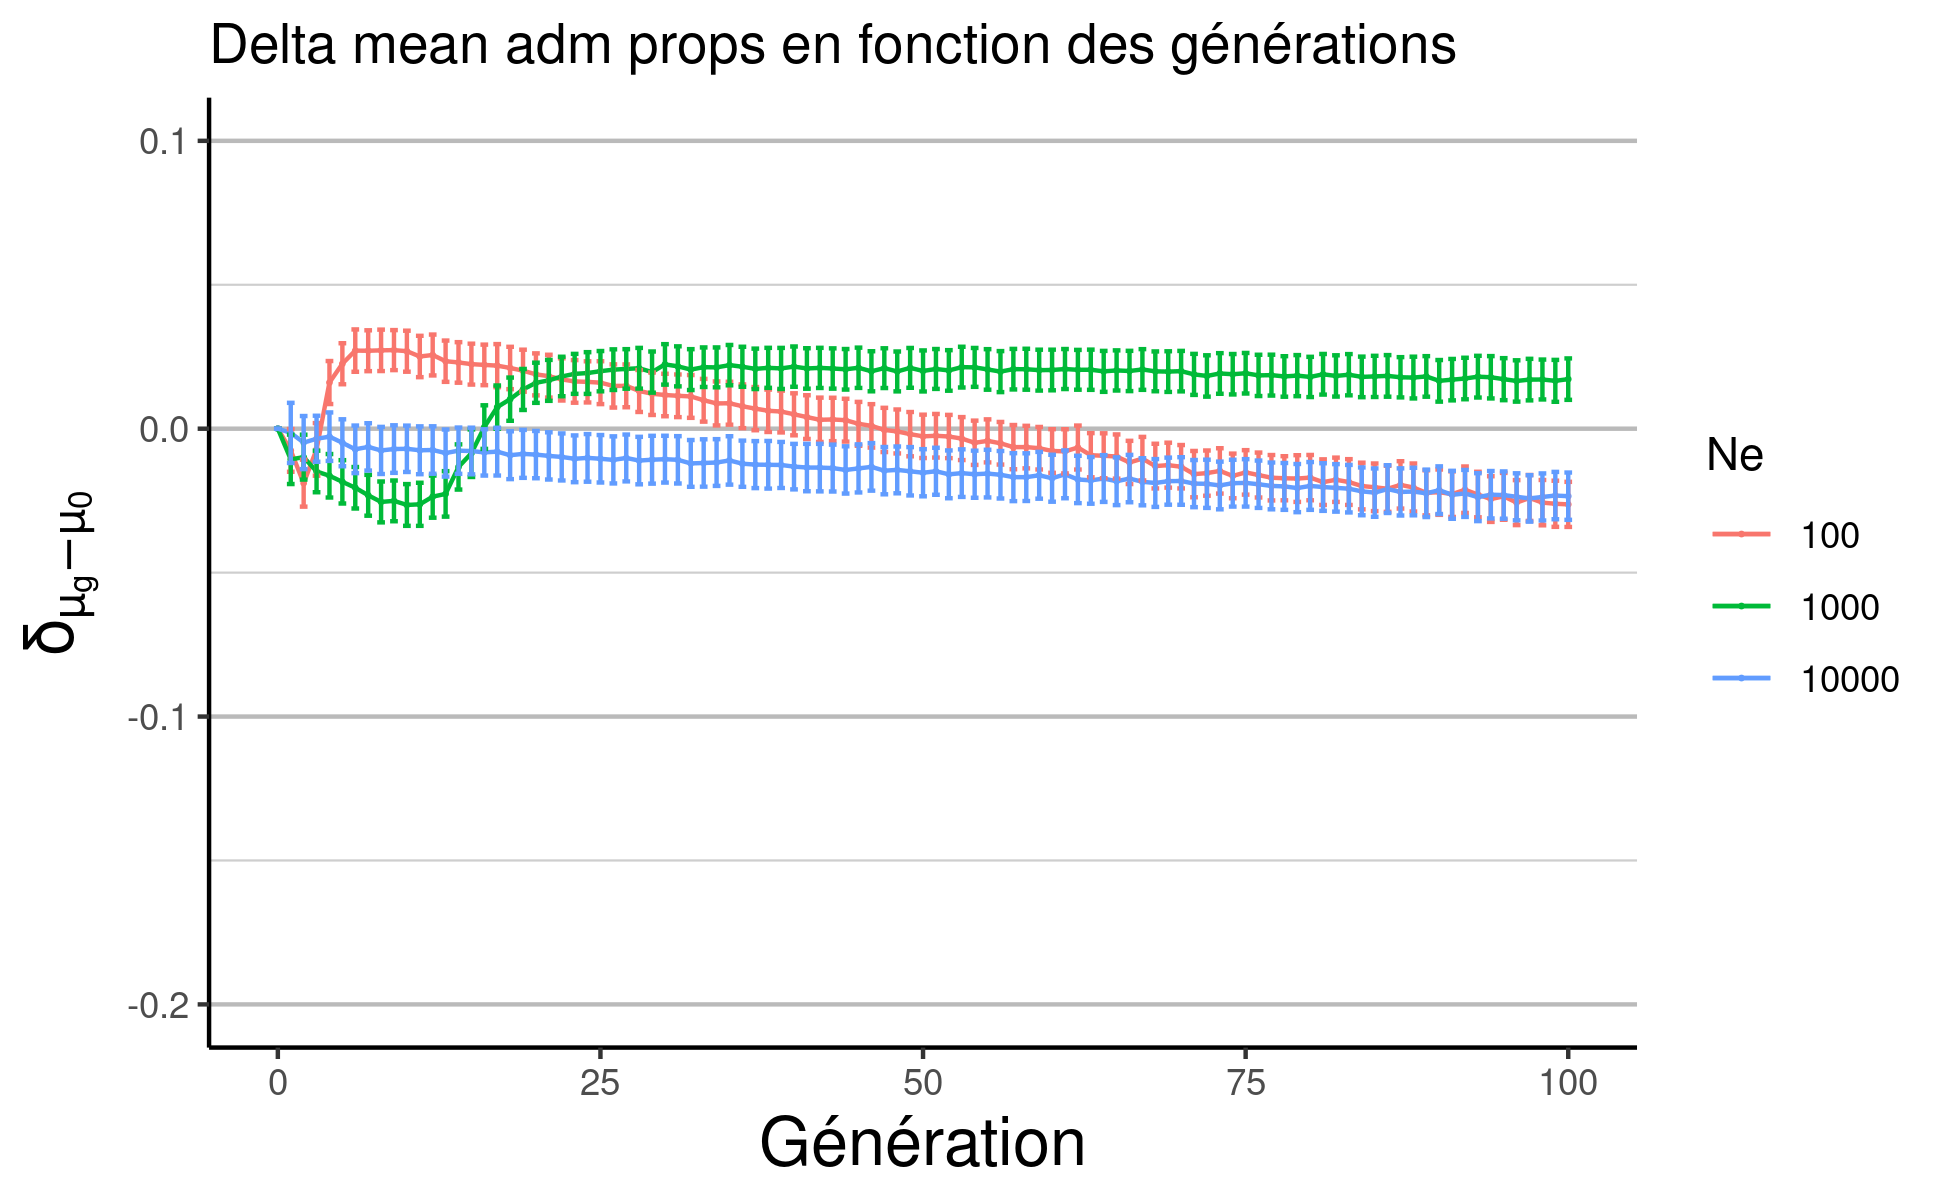 Delta mean adm props en fonction des générations
0.1
0.0
-0.1
-0.2
δμg−μ0
0 25 50 75 100
Génération
Ne
100
1000
10000